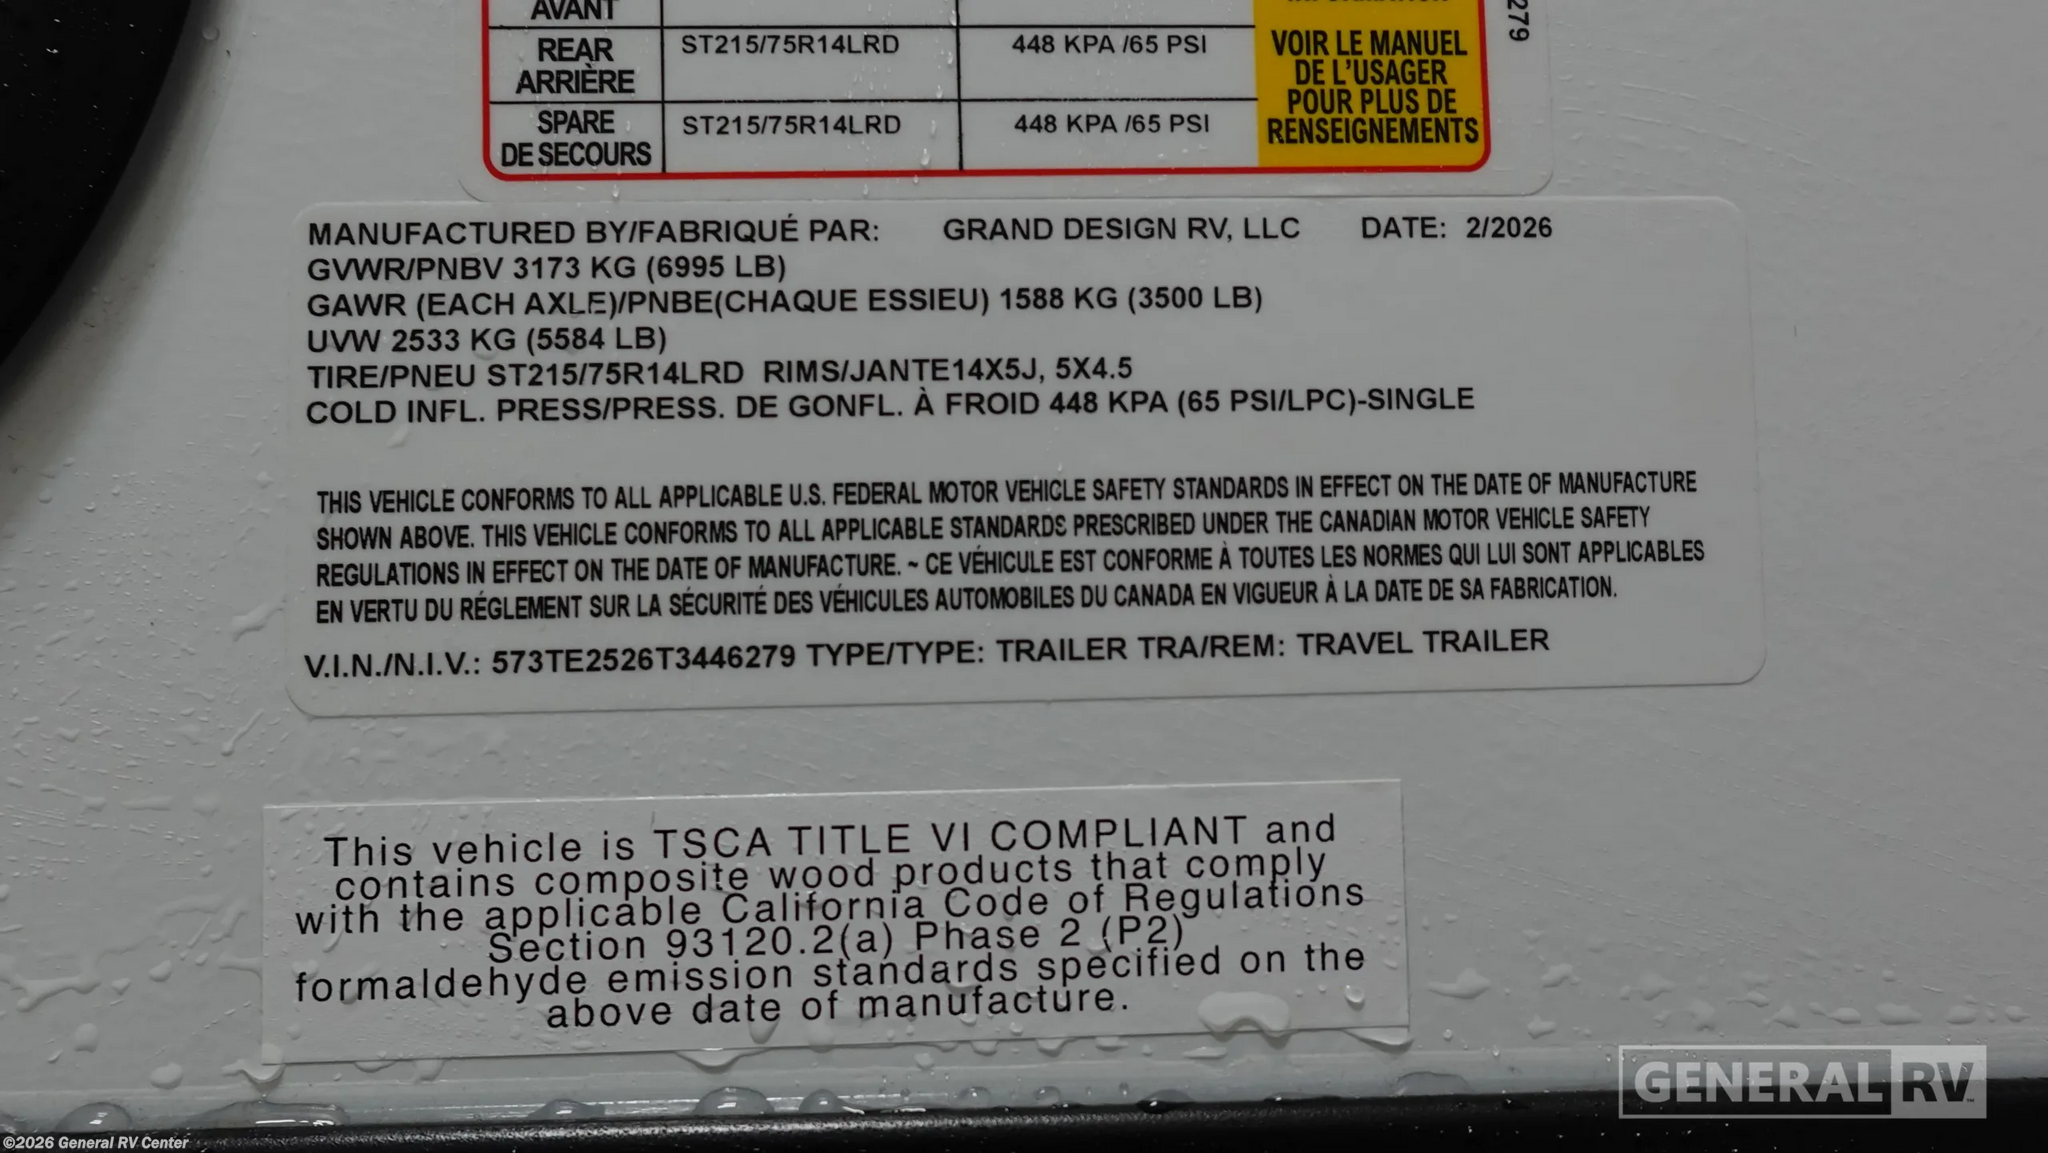 AVANT
REAR ST215/75R14LRD 448 KPA /65 PSI
ARRIÈRE
SPARE ST215/75R14LRD 448 KPA /65 PSI
DE SECOURS
VOIR LE MANUEL
DE L'USAGER
POUR PLUS DE
RENSEIGNEMENTS
279
MANUFACTURED BY/FABRIQUÉ PAR: GRAND DESIGN RV, LLC DATE: 2/2026
GVWR/PNBV 3173 KG (6995 LB)
GAWR (EACH AXLE)/PNBE(CHAQUE ESSIEU) 1588 KG (3500 LB)
UVW 2533 KG (5584 LB)
TIRE/PNEU ST215/75R14LRD RIMS/JANTE14X5J, 5X4.5
COLD INFL. PRESS/PRESS. DE GONFL. À FROID 448 KPA (65 PSI/LPC)-SINGLE
THIS VEHICLE CONFORMS TO ALL APPLICABLE U.S. FEDERAL MOTOR VEHICLE SAFETY STANDARDS IN EFFECT ON THE DATE OF MANUFACTURE
SHOWN ABOVE. THIS VEHICLE CONFORMS TO ALL APPLICABLE STANDARDS PRESCRIBED UNDER THE CANADIAN MOTOR VEHICLE SAFETY
REGULATIONS IN EFFECT ON THE DATE OF MANUFACTURE. ~ CE VÉHICULE EST CONFORME À TOUTES LES NORMES QUI LUI SONT APPLICABLES
EN VERTU DU RÉGLEMENT SUR LA SÉCURITÉ DES VÉHICULES AUTOMOBILES DU CANADA EN VIGUEUR À LA DATE DE SA FABRICATION.
V.I.N./N.I.V.: 573TE2526T3446279 TYPE/TYPE: TRAILER TRA/REM: TRAVEL TRAILER
This vehicle is TSCA TITLE VI COMPLIANT and
contains composite wood products that comply
with the applicable California Code of Regulations
Section 93120.2(a) Phase 2 (P2)
formaldehyde emission standards specified on the
above date of manufacture.
GENERAL RV
©2026 General RV Center